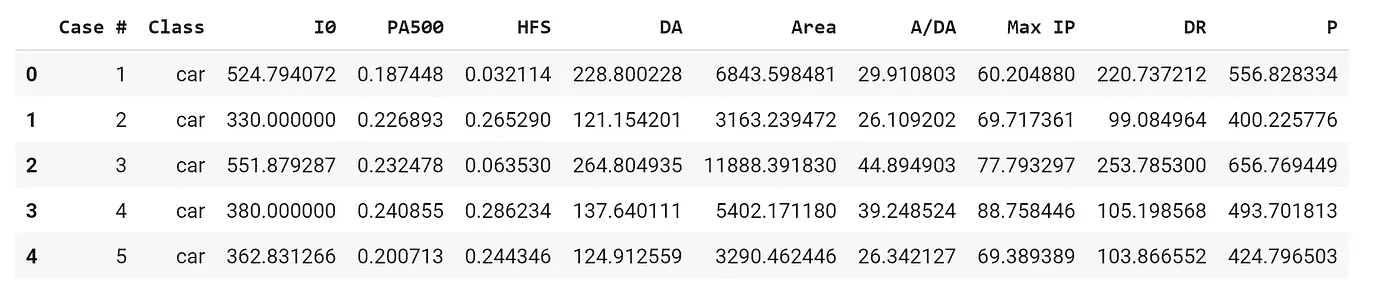 Case # Class I0 PA500 HFS DA Area A/DA Max IP DR P
0 1 car 524.794072 0.187448 0.032114 228.800228 6843.598481 29.910803 60.204880 220.737212 556.828334
1 2 car 330.000000 0.226893 0.265290 121.154201 3163.239472 26.109202 69.717361 99.084964 400.225776
2 3 car 551.879287 0.232478 0.063530 264.804935 11888.391830 44.894903 77.793297 253.785300 656.769449
3 4 car 380.000000 0.240855 0.286234 137.640111 5402.171180 39.248524 88.758446 105.198568 493.701813
4 5 car 362.831266 0.200713 0.244346 124.912559 3290.462446 26.342127 69.389389 103.866552 424.796503